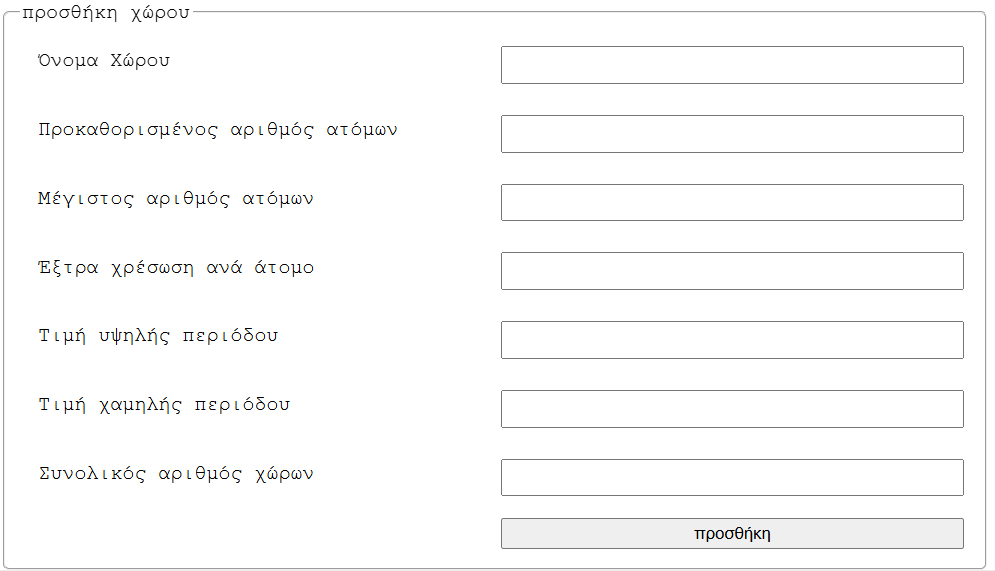 προσθήκη χώρου
Όνομα Χώρου
Προκαθορισμένος αριθμός ατόμων
Μέγιστος αριθμός ατόμων
Έξτρα χρέσωση ανά άτομο
Τιμή υψηλής περιόδου
Τιμή χαμηλής περιόδου
Συνολικός αριθμός χώρων
προσθήκη